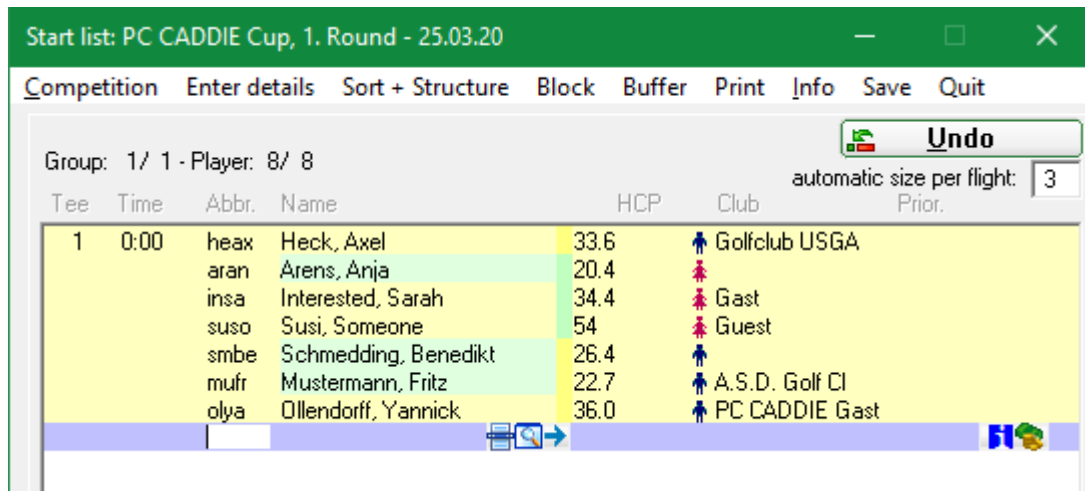 Start list: PC CADDIE Cup, 1. Round - 25.03.20
Competition Enter details Sort + Structure Block Buffer Print Info Save Quit
Undo
Group: 1/ 1 - Player: 8/ 8
automatic size per flight: 3
Tee Time Abbr. Name HCP Club Prior.
1 0:00 heax Heck, Axel 33.6 Golfclub USGA
aran Arens, Anja 20.4
insa Interested, Sarah 34.4 Gast
suso Susi, Someone 54 Guest
smbe Schmedding, Benedikt 26.4
mufr Mustermann, Fritz 22.7 A.S.D. Golf Cl
olya Ollendorff, Yannick 36.0 PC CADDIE Gast